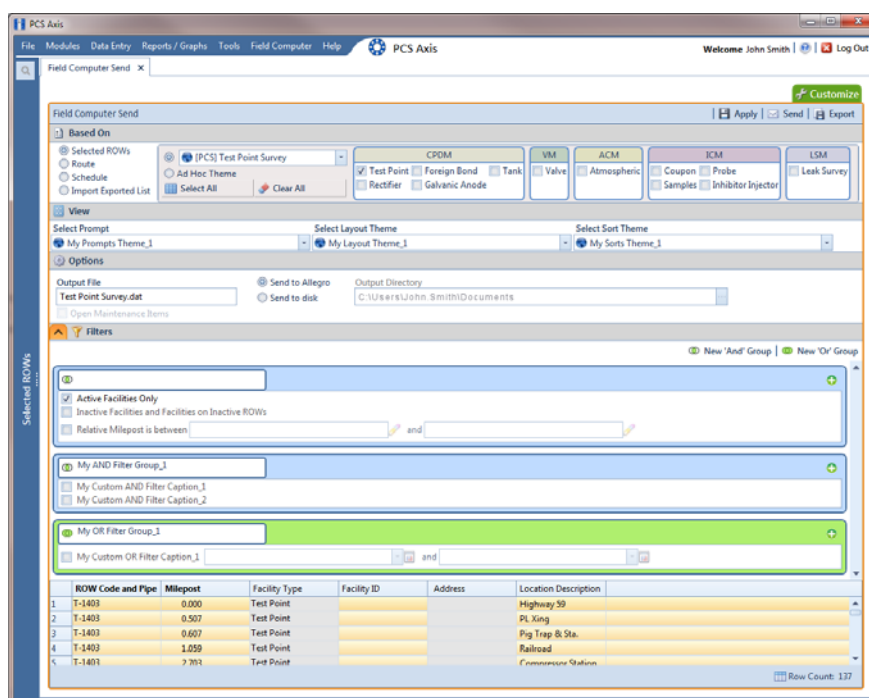 PCS Axis
File Modules Data Entry Reports / Graphs Tools Field Computer Help PCS Axis Welcome John Smith | Log Out
Field Computer Send X
Customize
Field Computer Send | Apply | Send | Export
Based On
Selected ROWs
Route
Schedule
Import Exported List
[PCS] Test Point Survey
Ad Hoc Theme
Select All Clear All
CPDM
Test Point Foreign Bond Tank
Rectifier Galvanic Anode
VM
Valve
ACM
Atmospheric
ICM
Coupon Probe
Samples Inhibitor Injector
LSM
Leak Survey
View
Select Prompt Select Layout Theme Select Sort Theme
My Prompts Theme_1 My Layout Theme_1 My Sorts Theme_1
Options
Output File Send to Allegro Output Directory
Test Point Survey.dat Send to disk C:\Users\John.Smith\Documents
Open Maintenance Items
Filters
New 'And' Group | New 'Or' Group
Selected ROWs
Active Facilities Only
Inactive Facilities and Facilities on Inactive ROWs
Relative Milepost is between and
My AND Filter Group_1
My Custom AND Filter Caption_1
My Custom AND Filter Caption_2
My OR Filter Group_1
My Custom OR Filter Caption_1 and
ROW Code and Pipe Milepost Facility Type Facility ID Address Location Description
1 T-1403 0.000 Test Point Highway 59
2 T-1403 0.507 Test Point PL Xing
3 T-1403 0.607 Test Point Pig Trap & Sta.
4 T-1403 1.059 Test Point Railroad
5 T-1403 2.703 Test Point Compressor Station
Row Count: 137